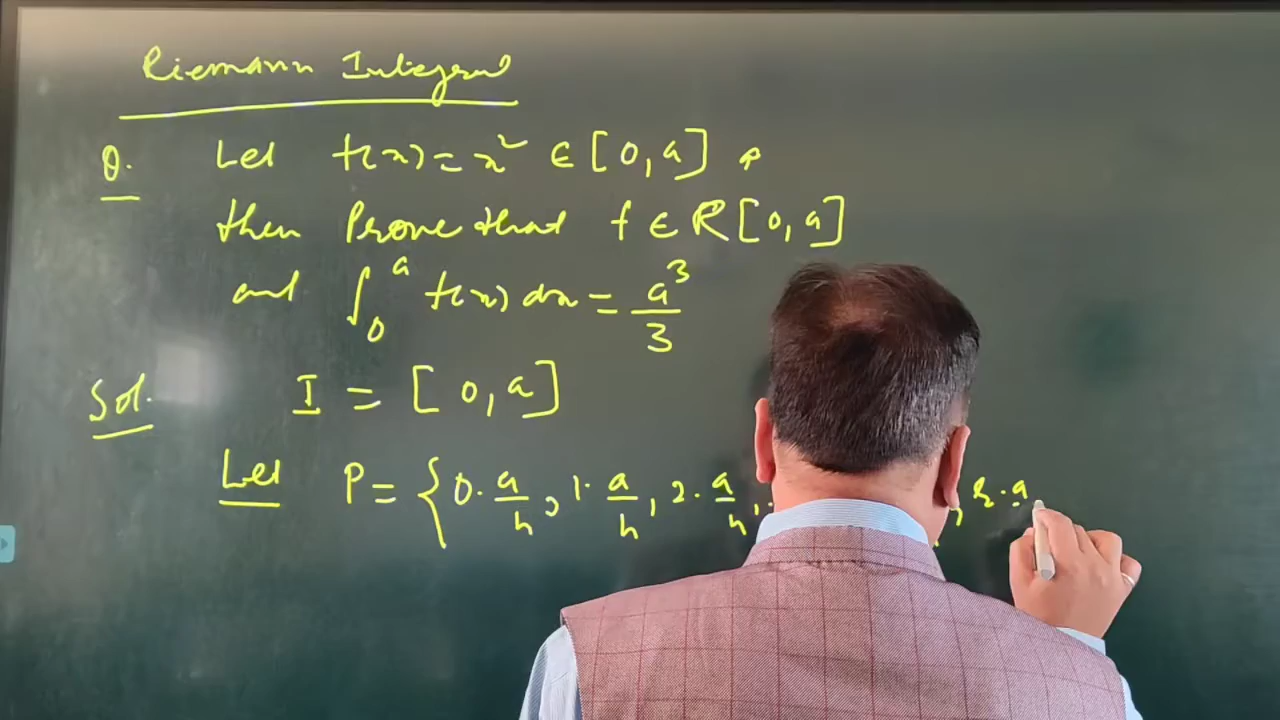 Riemann Integral
Q. Let f(x) = x² ∈ [0, a]
then Prove that f ∈ R[0, a]
and ∫₀ᵃ f(x) dx = a³/3
Sol. I = [0, a]
Let P = { 0·a/n, 1·a/n, 2·a/n, . , r·a